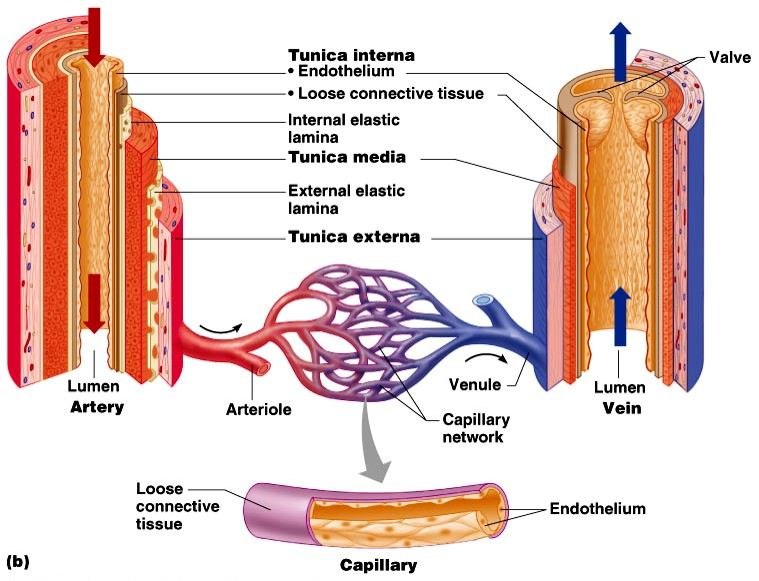 Tunica interna
• Endothelium
• Loose connective tissue
Internal elastic
lamina
Tunica media
External elastic
lamina
Tunica externa
Valve
Lumen
Artery
Arteriole
Venule
Capillary
network
Lumen
Vein
Loose
connective
tissue
Endothelium
Capillary
(b)